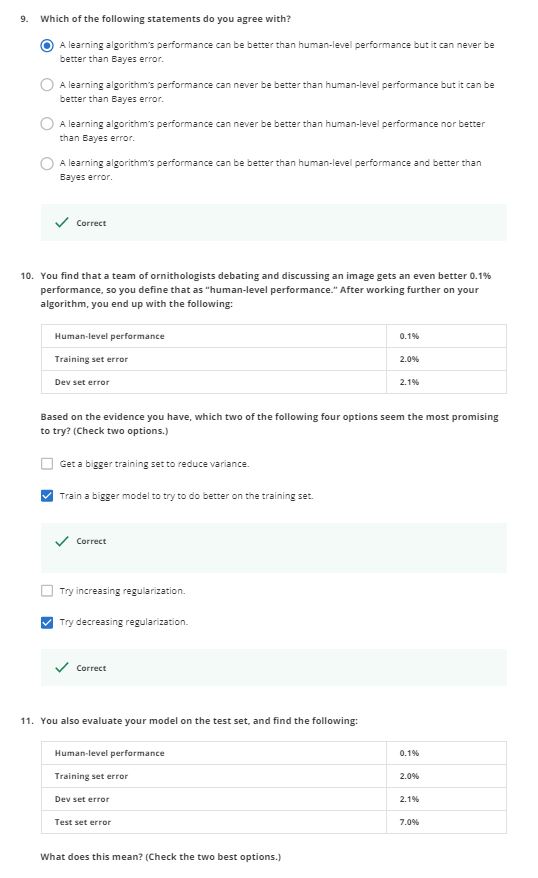 9. Which of the following statements do you agree with?
A learning algorithm's performance can be better than human-level performance but it can never be
better than Bayes error.
A learning algorithm's performance can never be better than human-level performance but it can be
better than Bayes error.
A learning algorithm's performance can never be better than human-level performance nor better
than Bayes error.
A learning algorithm's performance can be better than human-level performance and better than
Bayes error.
Correct
10. You find that a team of ornithologists debating and discussing an image gets an even better 0.1%
performance, so you define that as "human-level performance." After working further on your
algorithm, you end up with the following:
Human-level performance 0.1%
Training set error 2.0%
Dev set error 2.1%
Based on the evidence you have, which two of the following four options seem the most promising
to try? (Check two options.)
Get a bigger training set to reduce variance.
Train a bigger model to try to do better on the training set.
Correct
Try increasing regularization.
Try decreasing regularization.
Correct
11. You also evaluate your model on the test set, and find the following:
Human-level performance 0.1%
Training set error 2.0%
Dev set error 2.1%
Test set error 7.0%
What does this mean? (Check the two best options.)